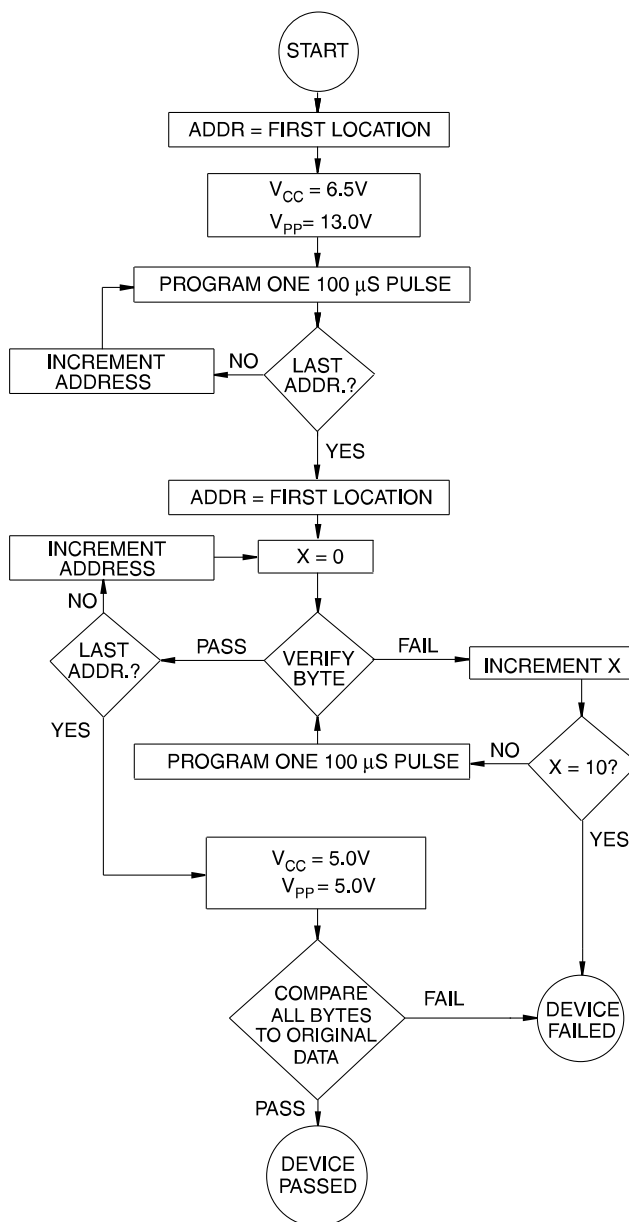 START
ADDR = FIRST LOCATION
VCC = 6.5V
VPP = 13.0V
PROGRAM ONE 100 μS PULSE
INCREMENT
ADDRESS
NO
LAST
ADDR.?
YES
ADDR = FIRST LOCATION
INCREMENT
ADDRESS
X = 0
NO
LAST
ADDR.?
PASS
VERIFY
BYTE
FAIL
INCREMENT X
YES
PROGRAM ONE 100 μS PULSE
NO
X = 10?
YES
VCC = 5.0V
VPP = 5.0V
COMPARE
ALL BYTES
TO ORIGINAL
DATA
FAIL
DEVICE
FAILED
PASS
DEVICE
PASSED